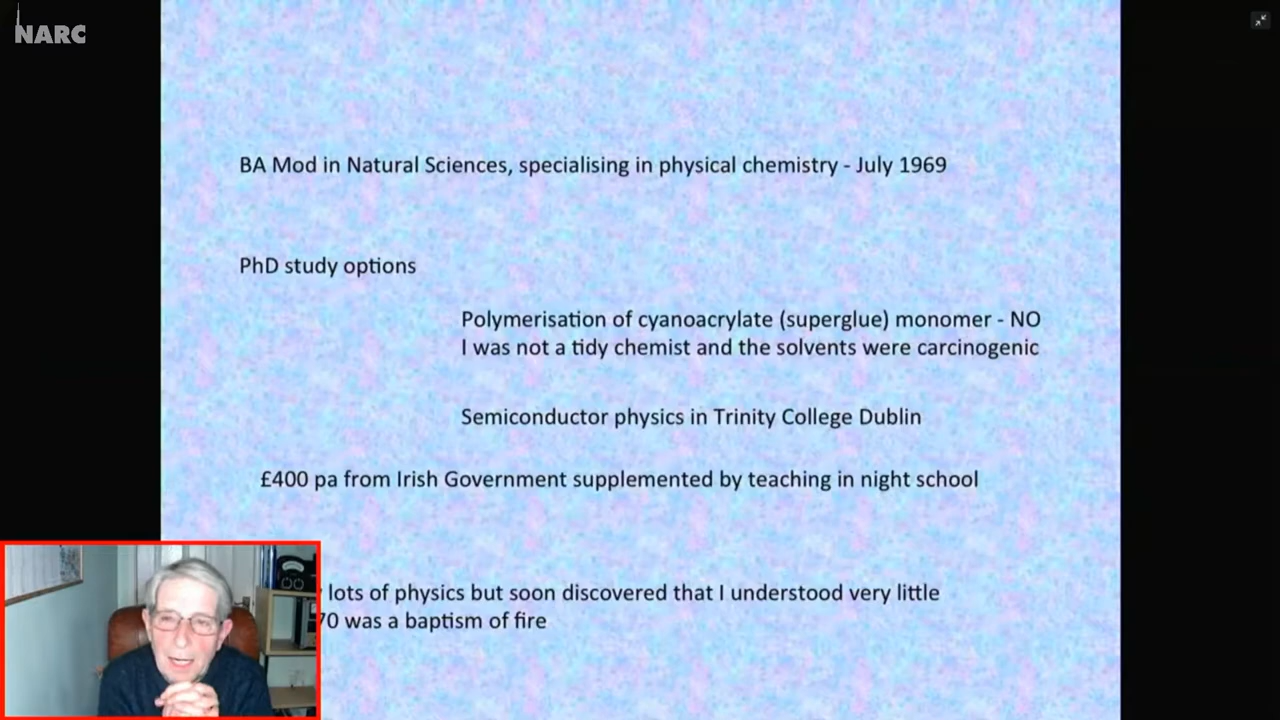 NARC
BA Mod in Natural Sciences, specialising in physical chemistry - July 1969
PhD study options
Polymerisation of cyanoacrylate (superglue) monomer - NO
I was not a tidy chemist and the solvents were carcinogenic
Semiconductor physics in Trinity College Dublin
£400 pa from Irish Government supplemented by teaching in night school
lots of physics but soon discovered that I understood very little
70 was a baptism of fire